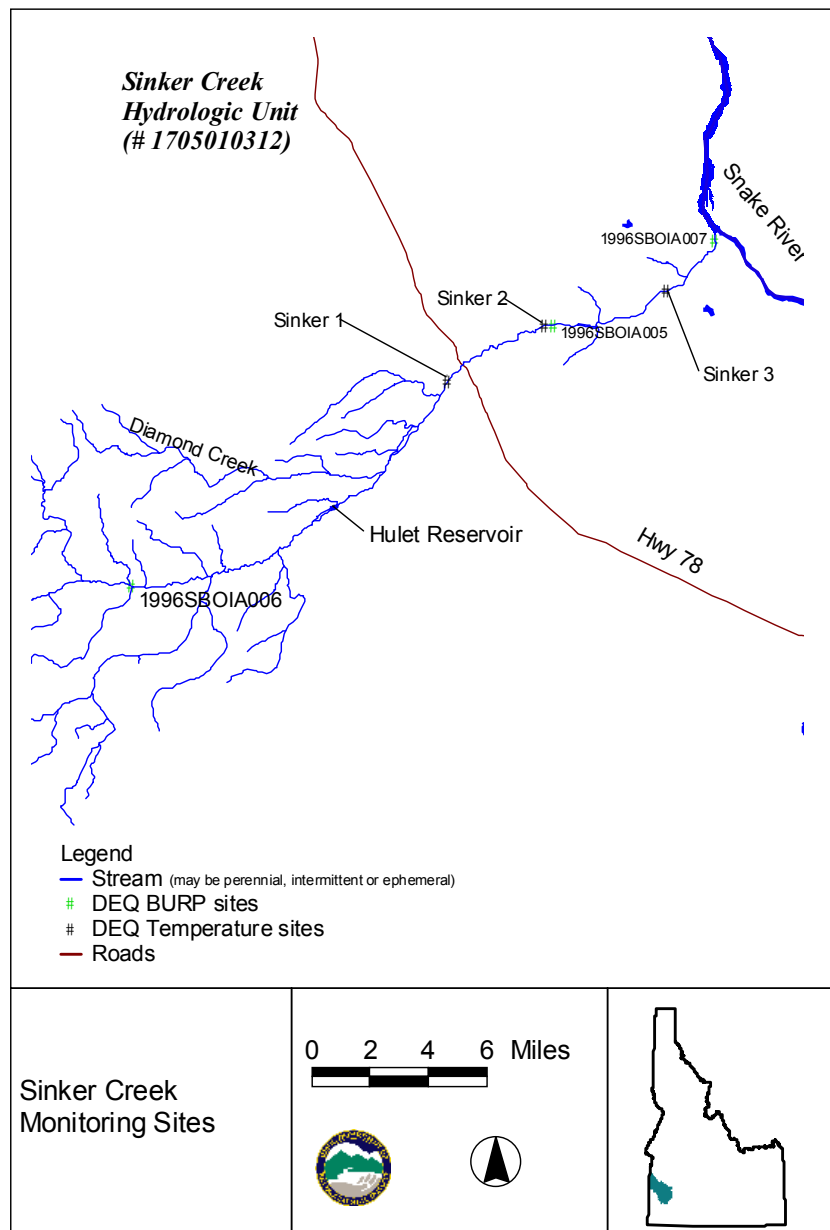 Sinker Creek
Hydrologic Unit
(# 1705010312)
Snake River
1996SBOIA007
Sinker 2
Sinker 1
1996SBOIA005
Sinker 3
Diamond Creek
Hulet Reservoir
Hwy 78
1996SBOIA006
Legend
Stream (may be perennial, intermittent or ephemeral)
# DEQ BURP sites
# DEQ Temperature sites
Roads
Sinker Creek
Monitoring Sites
0 2 4 6 Miles